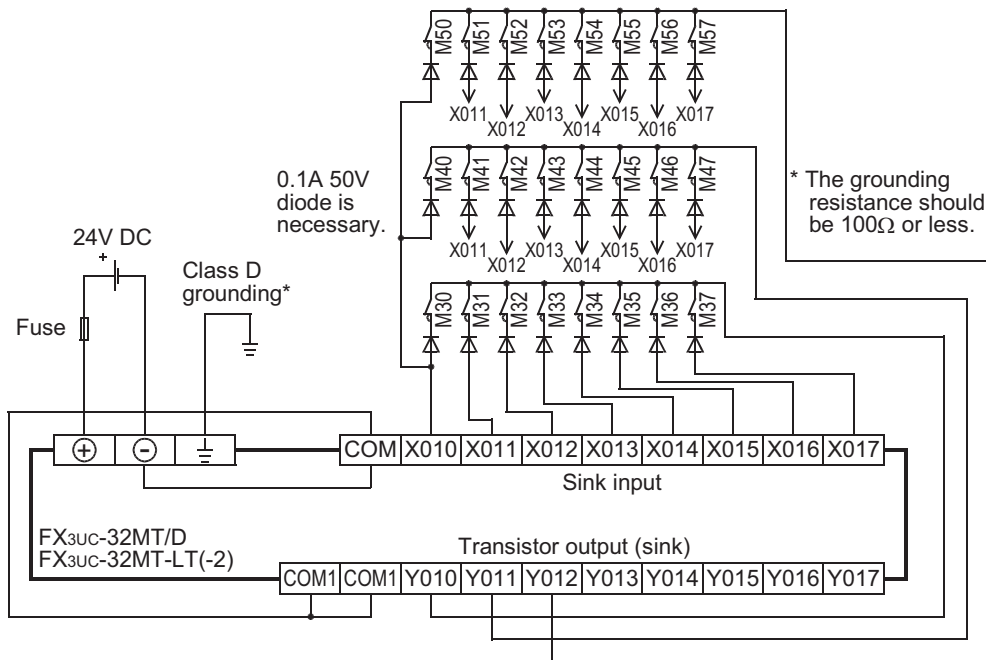 M50 M51 M52 M53 M54 M55 M56 M57
X011 X013 X015 X017
X012 X014 X016
M40 M41 M42 M43 M44 M45 M46 M47
0.1A 50V
diode is
necessary.
* The grounding
resistance should
be 100Ω or less.
X011 X013 X015 X017
X012 X014 X016
24V DC
+
Class D
grounding*
M30 M31 M32 M33 M34 M35 M36 M37
Fuse
+ - COM X010 X011 X012 X013 X014 X015 X016 X017
Sink input
FX3UC-32MT/D
FX3UC-32MT-LT(-2)
Transistor output (sink)
COM1 COM1 Y010 Y011 Y012 Y013 Y014 Y015 Y016 Y017